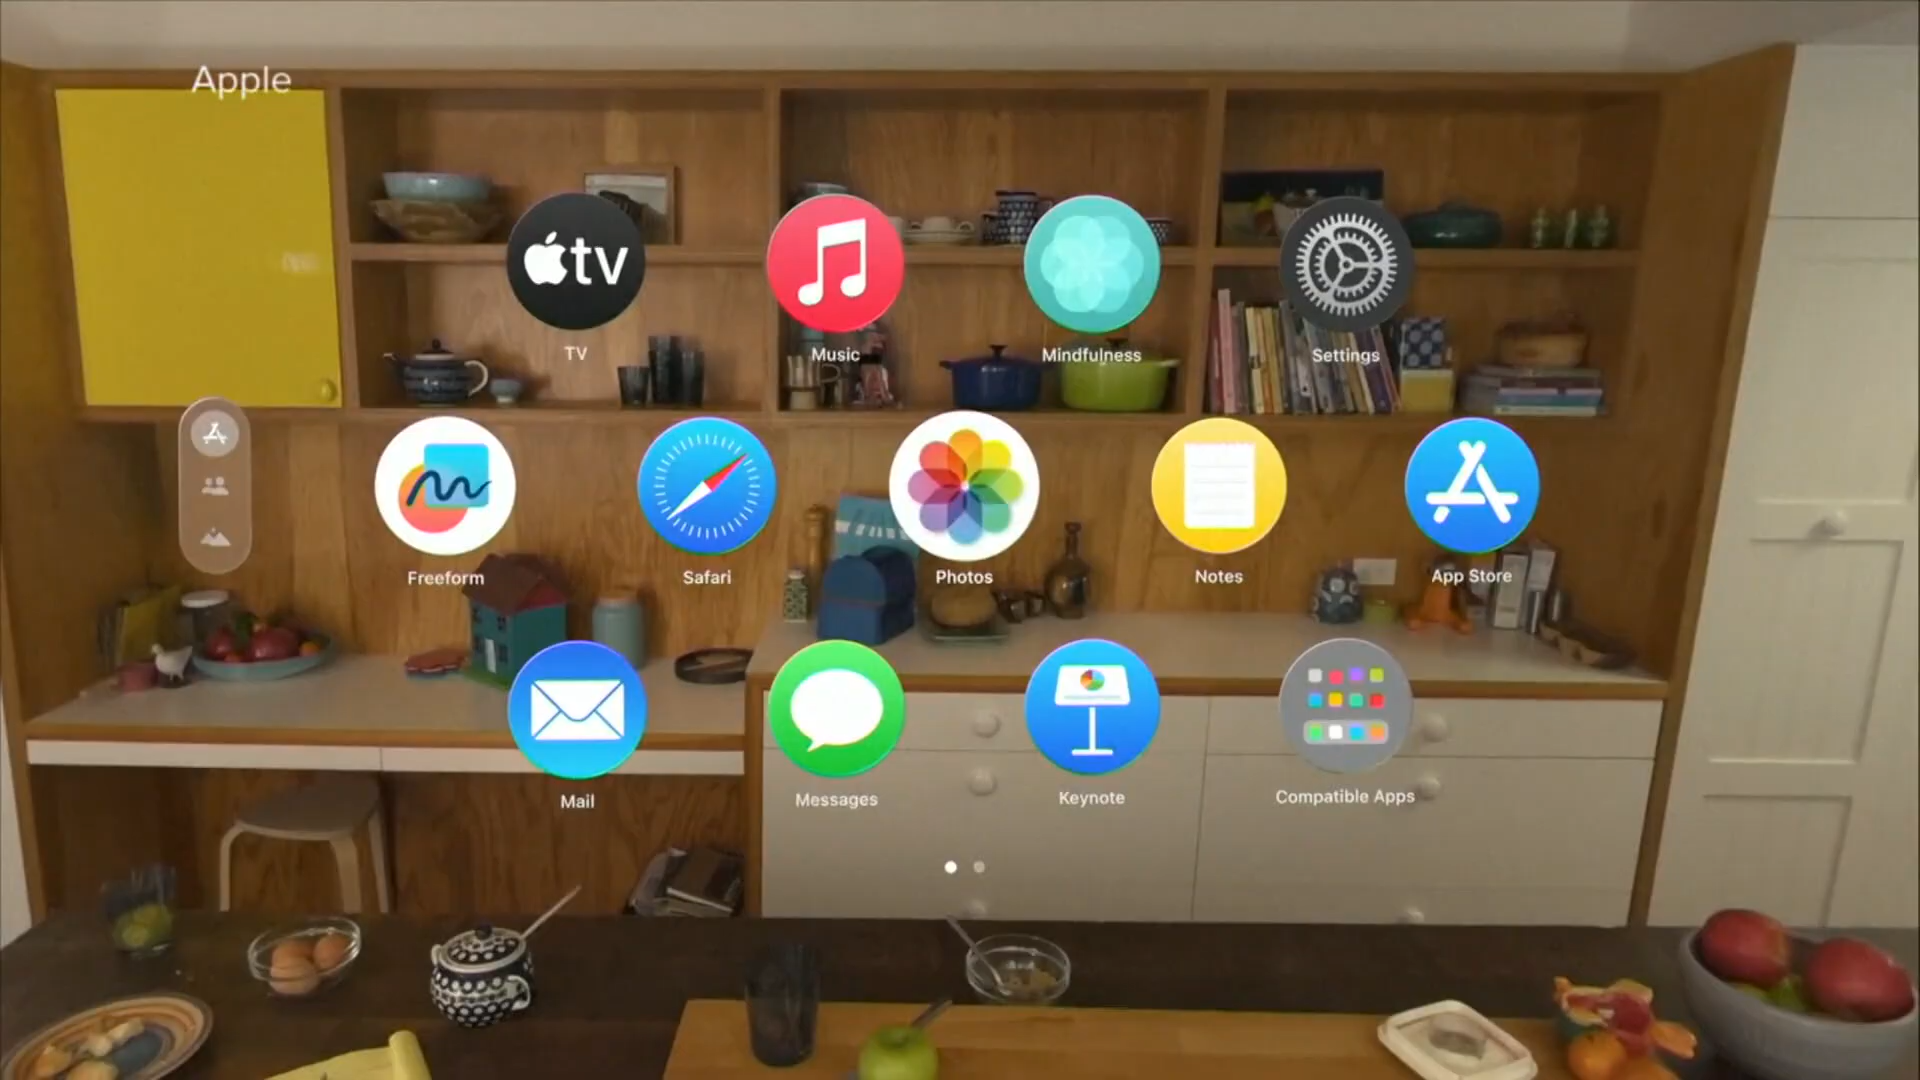 Apple
tv
TV
Music
Mindfulness
Settings
Freeform
Safari
Photos
Notes
App Store
Mail
Messages
Keynote
Compatible Apps